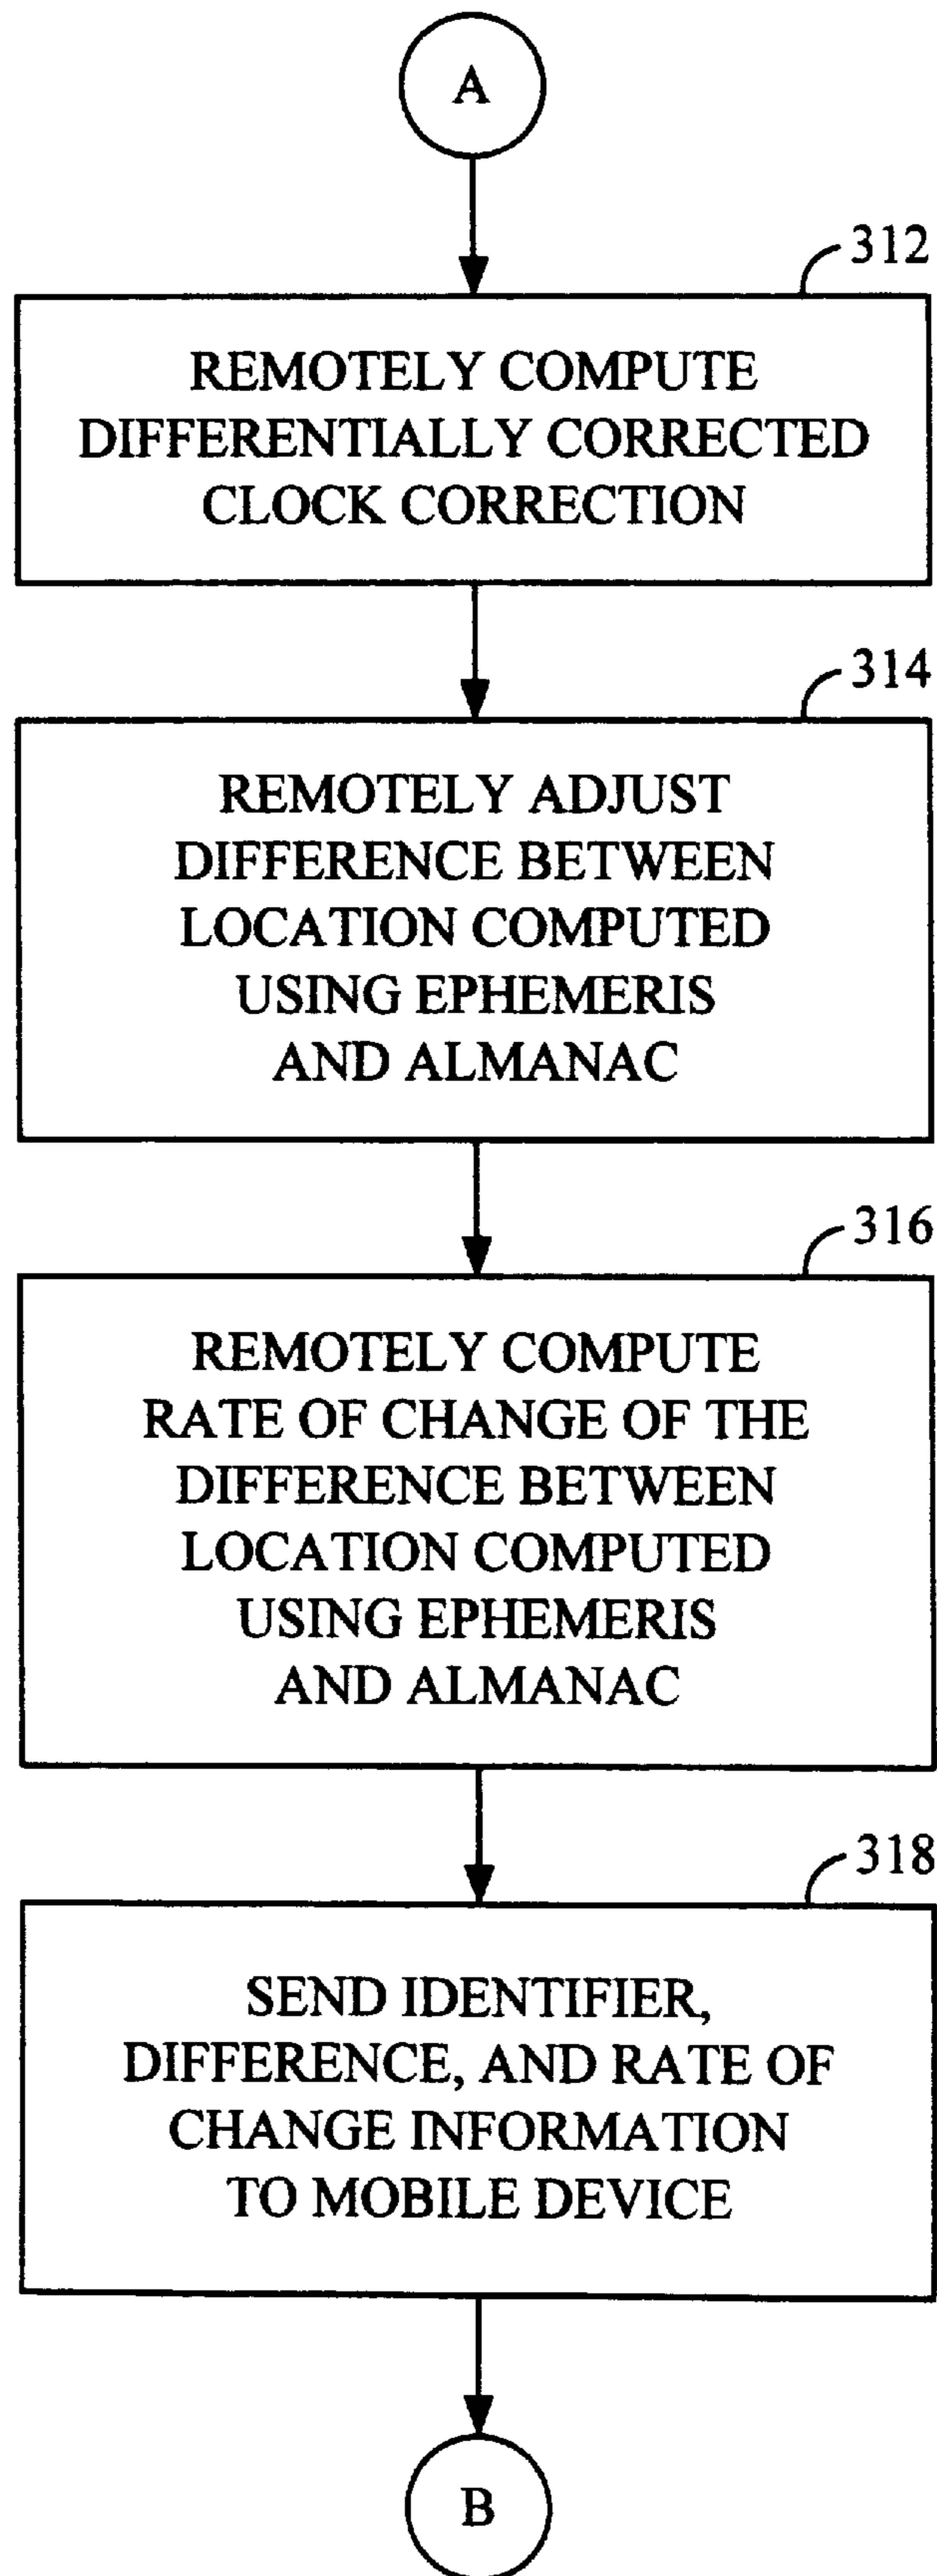 A
312
REMOTELY COMPUTE
DIFFERENTIALLY CORRECTED
CLOCK CORRECTION
314
REMOTELY ADJUST
DIFFERENCE BETWEEN
LOCATION COMPUTED
USING EPHEMERIS
AND ALMANAC
316
REMOTELY COMPUTE
RATE OF CHANGE OF THE
DIFFERENCE BETWEEN
LOCATION COMPUTED
USING EPHEMERIS
AND ALMANAC
318
SEND IDENTIFIER,
DIFFERENCE, AND RATE OF
CHANGE INFORMATION
TO MOBILE DEVICE
B